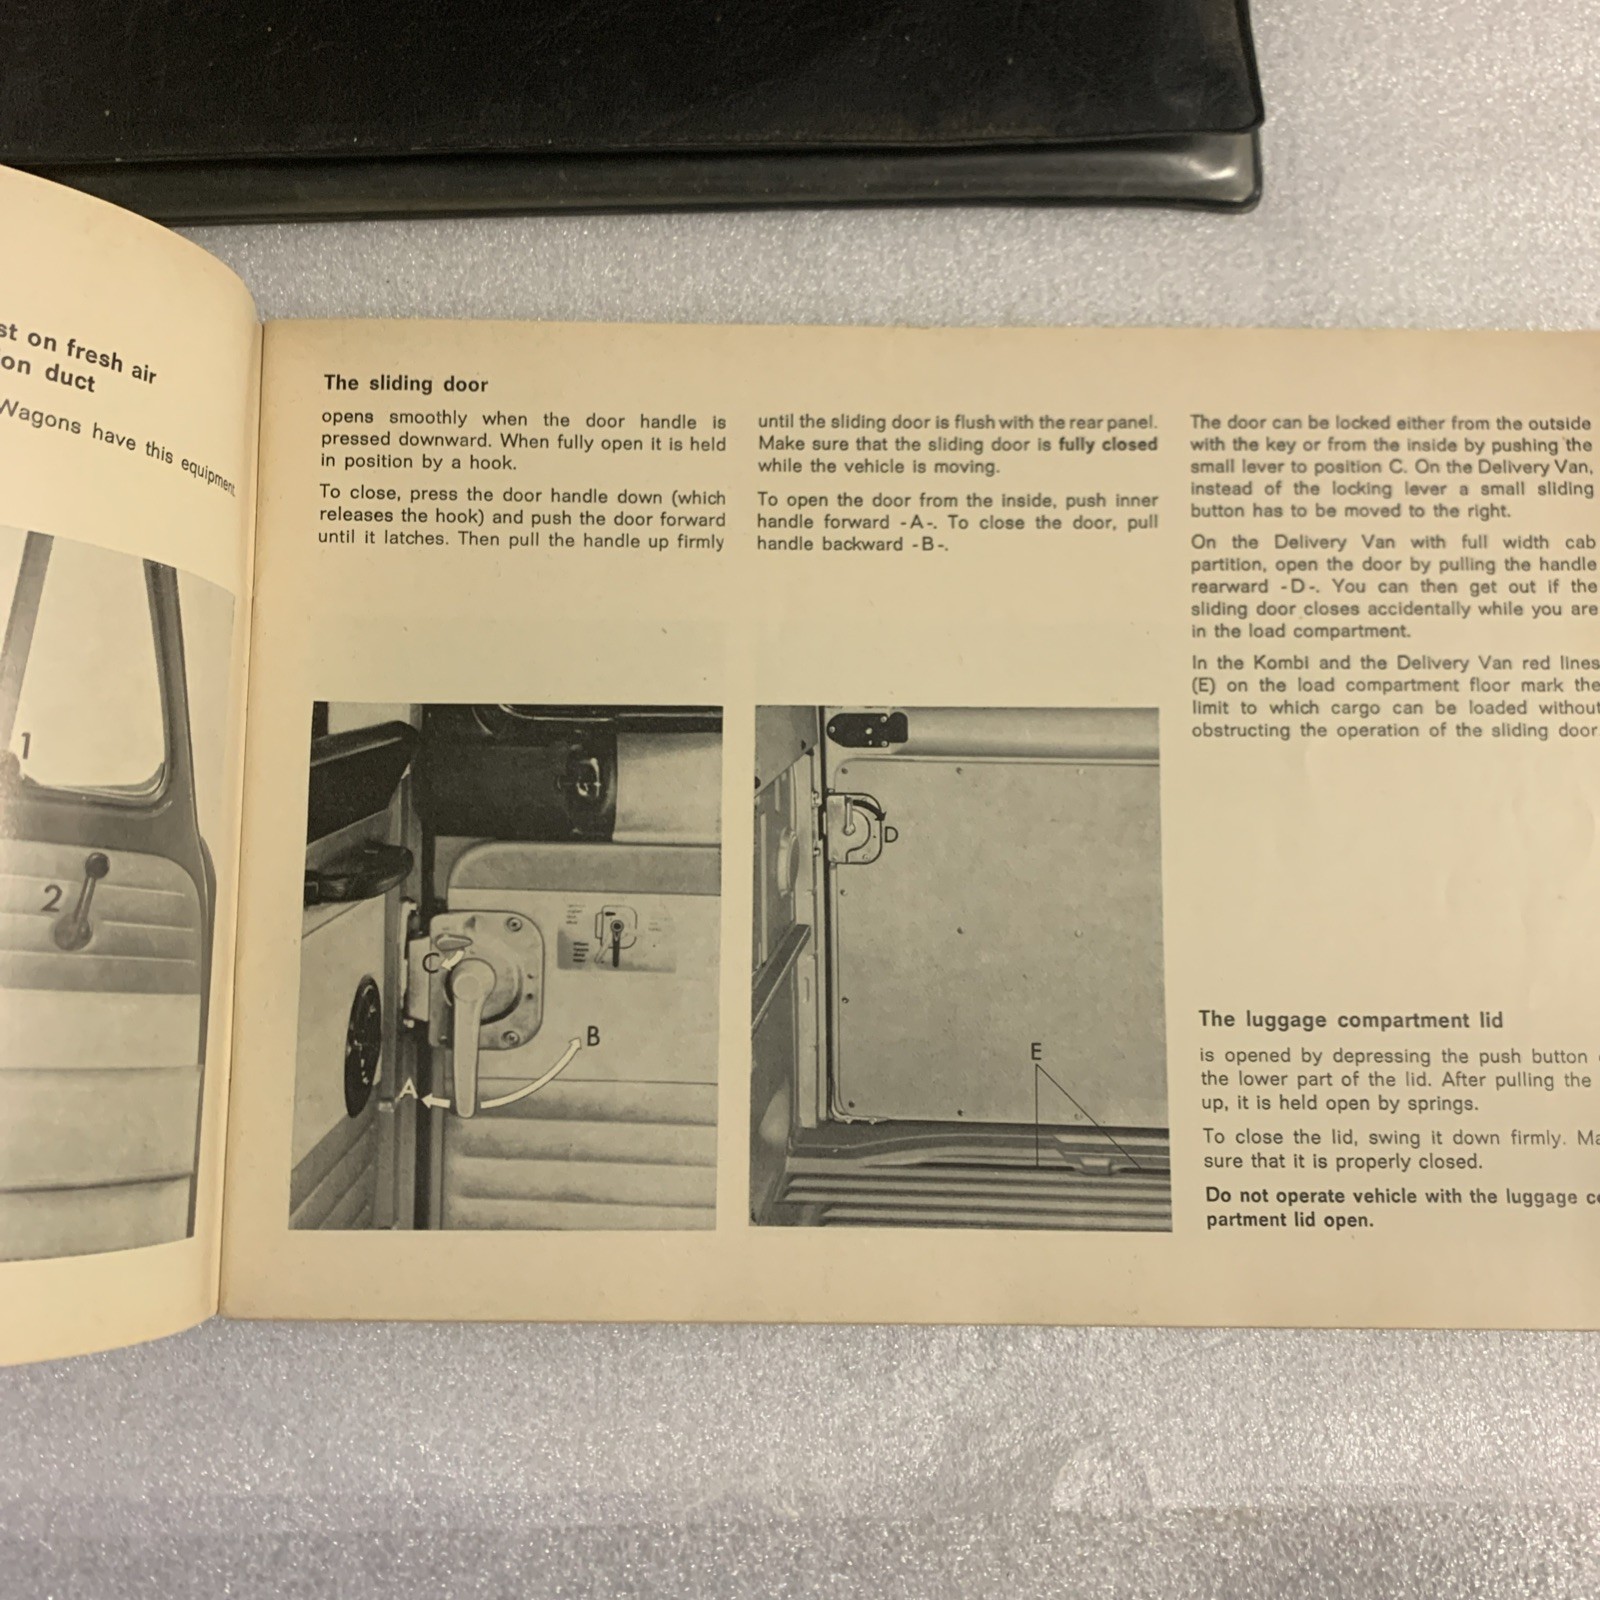 st on fresh air
on duct
Wagons have this equipment
1
2
The sliding door
opens smoothly when the door handle is
pressed downward. When fully open it is held
in position by a hook.
To close, press the door handle down (which
releases the hook) and push the door forward
until it latches. Then pull the handle up firmly
until the sliding door is flush with the rear panel.
Make sure that the sliding door is fully closed
while the vehicle is moving.
To open the door from the inside, push inner
handle forward -A-. To close the door, pull
handle backward -B-.
The door can be locked either from the outside
with the key or from the inside by pushing the
small lever to position C. On the Delivery Van,
instead of the locking lever a small sliding
button has to be moved to the right.
On the Delivery Van with full width cab
partition, open the door by pulling the handle
rearward -D-. You can then get out if the
sliding door closes accidentally while you are
in the load compartment.
In the Kombi and the Delivery Van red lines
(E) on the load compartment floor mark the
limit to which cargo can be loaded without
obstructing the operation of the sliding door
C
B
A
D
E
The luggage compartment lid
is opened by depressing the push button
the lower part of the lid. After pulling the
up, it is held open by springs.
To close the lid, swing it down firmly. Ma
sure that it is properly closed.
Do not operate vehicle with the luggage co
partment lid open.